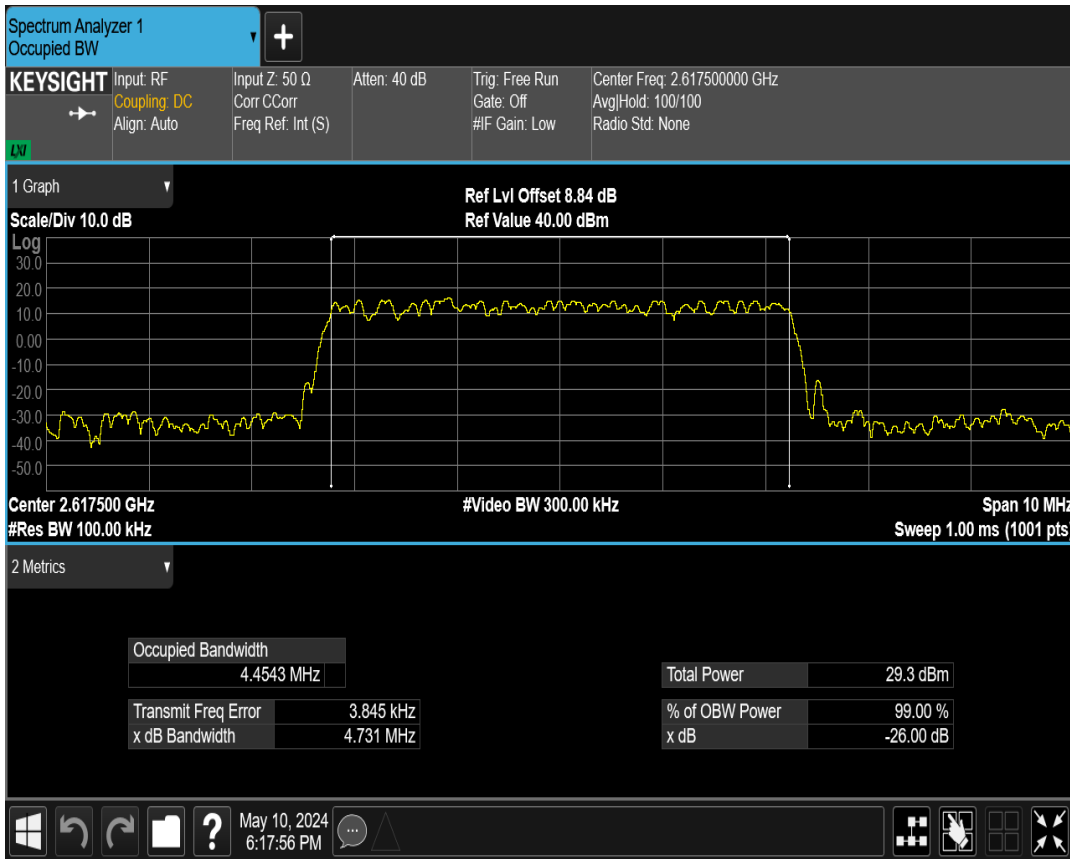 Spectrum Analyzer 1
Occupied BW
+
KEYSIGHT
LXI
Input: RF
Coupling: DC
Align: Auto
Input Z: 50 Ω
Corr CCorr
Freq Ref: Int (S)
Atten: 40 dB
Trig: Free Run
Gate: Off
#IF Gain: Low
Center Freq: 2.617500000 GHz
Avg|Hold: 100/100
Radio Std: None
1 Graph
Scale/Div 10.0 dB
Ref Lvl Offset 8.84 dB
Ref Value 40.00 dBm
Log
30.0
20.0
10.0
0.00
-10.0
-20.0
-30.0
-40.0
-50.0
Center 2.617500 GHz
#Video BW 300.00 kHz
Span 10 MHz
#Res BW 100.00 kHz
Sweep 1.00 ms (1001 pts)
2 Metrics
Occupied Bandwidth
4.4543 MHz
Transmit Freq Error 3.845 kHz
x dB Bandwidth 4.731 MHz
Total Power 29.3 dBm
% of OBW Power 99.00 %
x dB -26.00 dB
?
May 10, 2024
6:17:56 PM